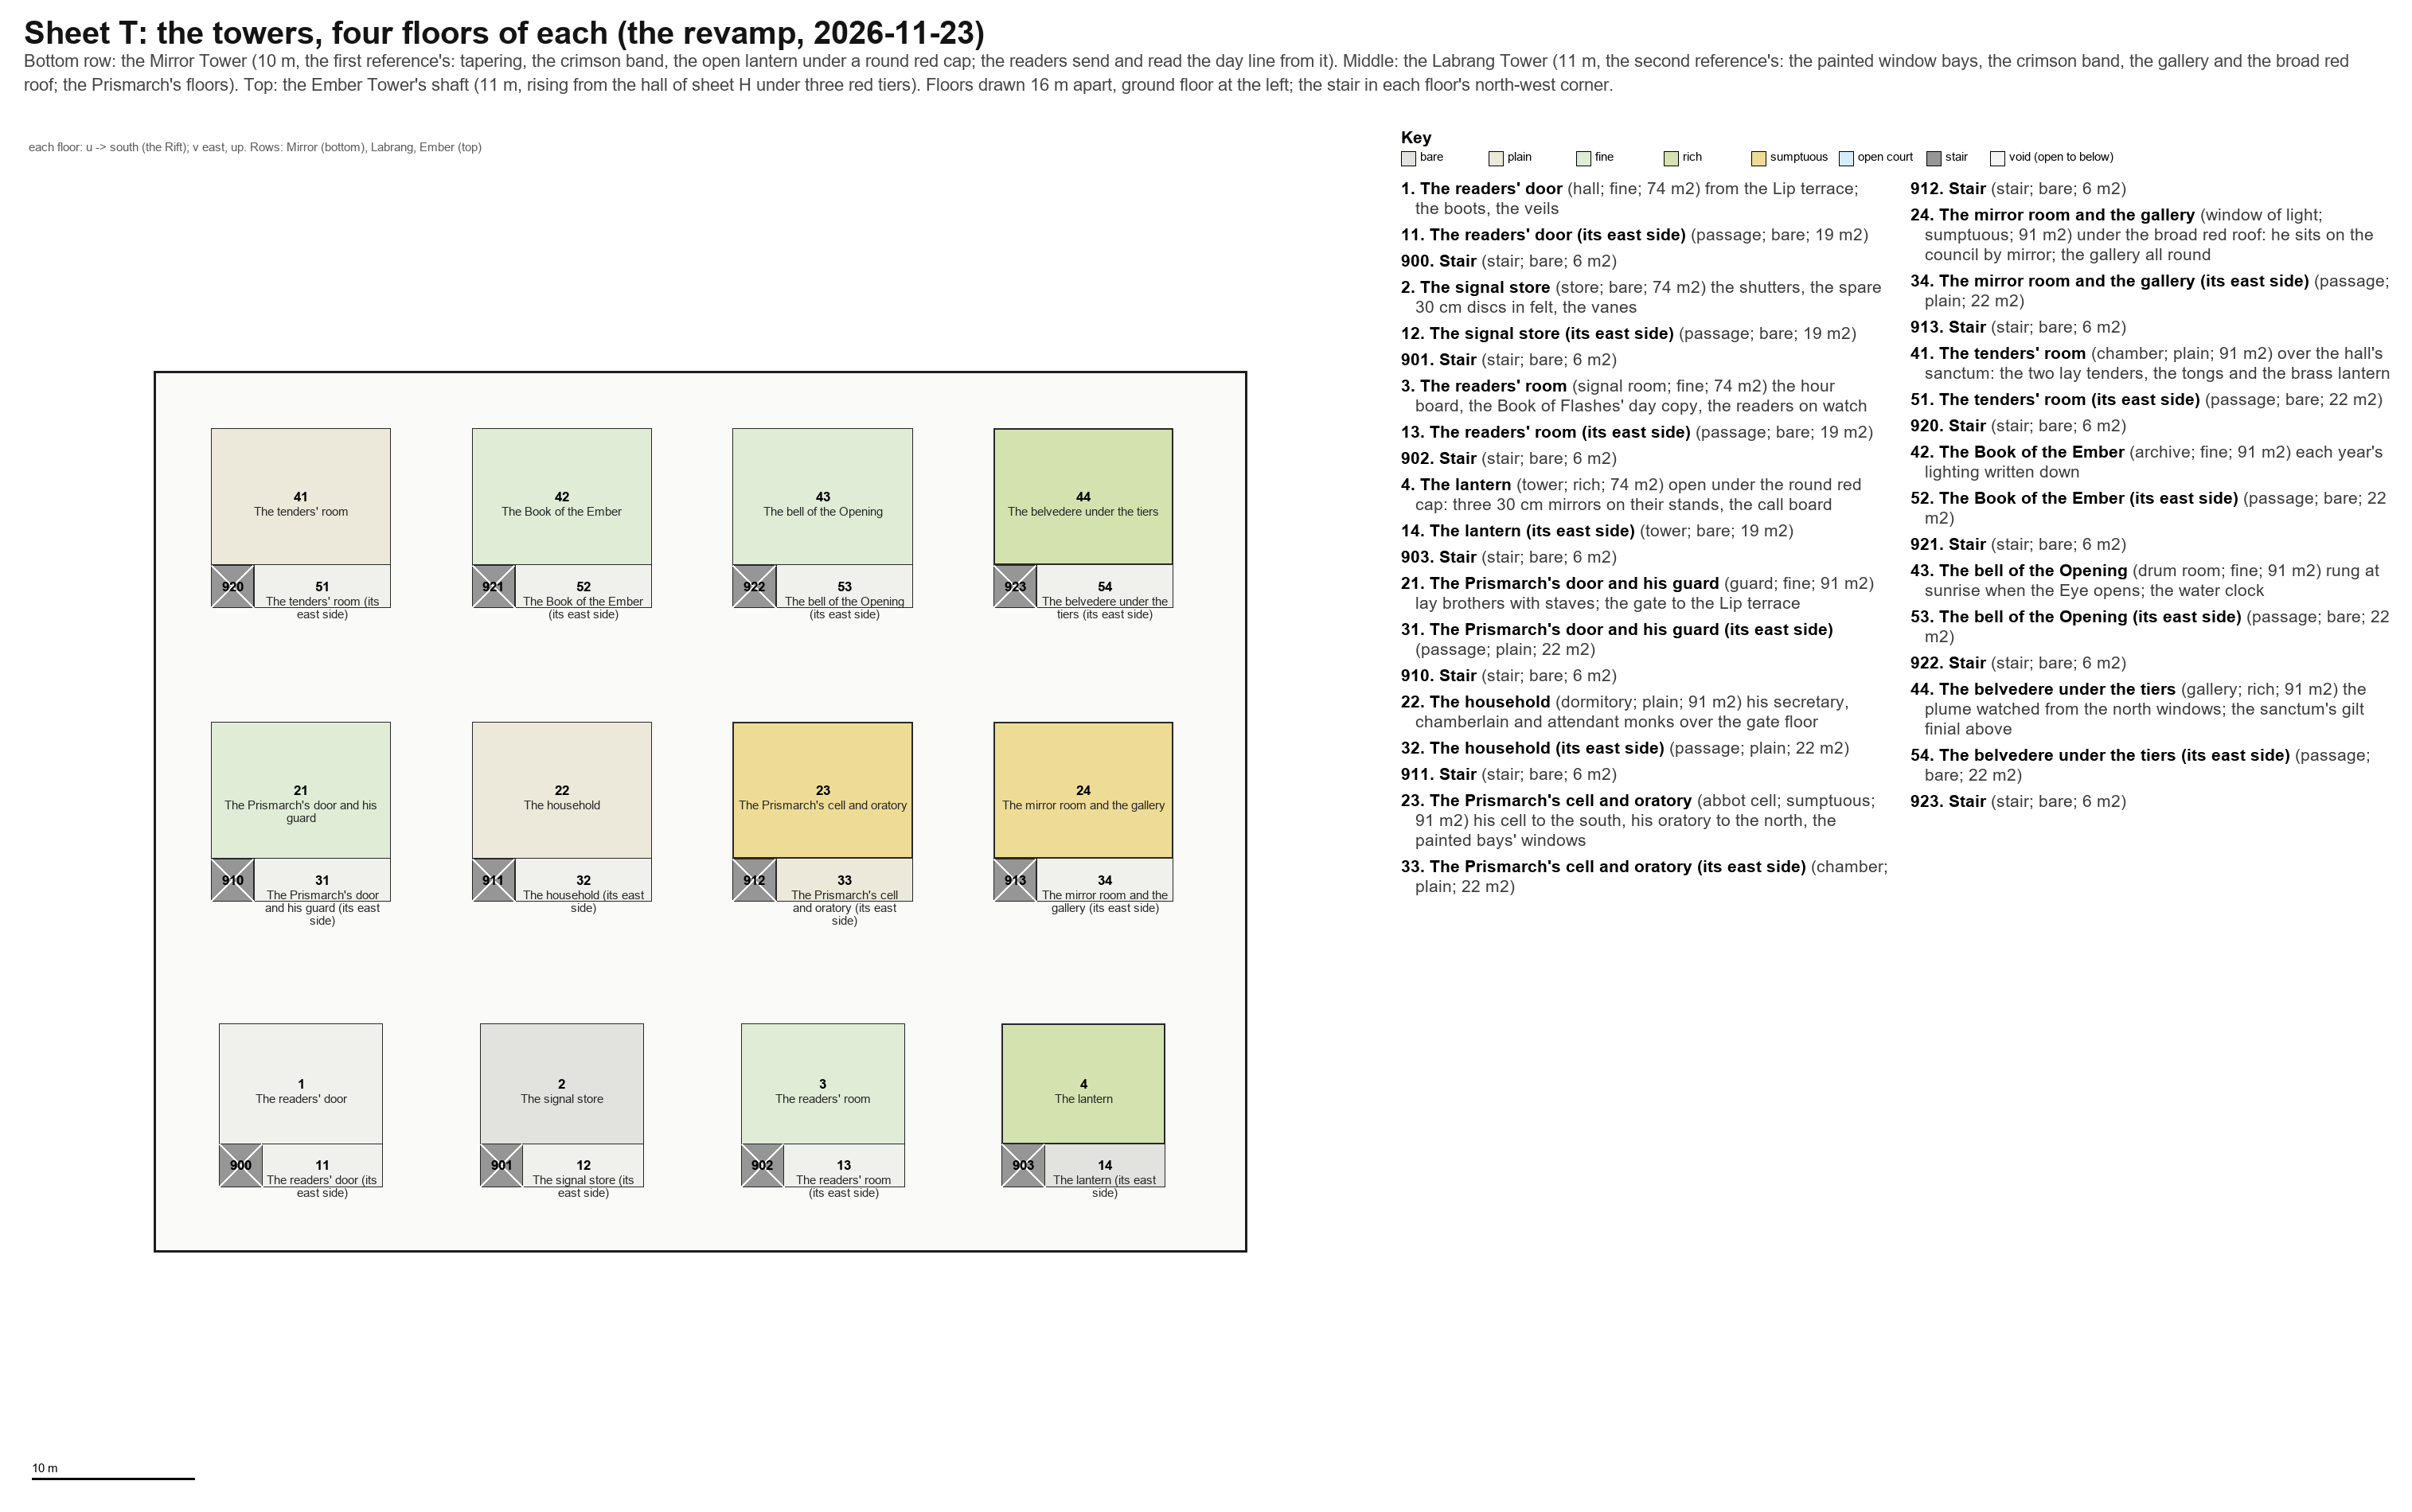 Sheet T: the towers, four floors of each (the revamp, 2026-11-23)
Bottom row: the Mirror Tower (10 m, the first reference's: tapering, the crimson band, the open lantern under a round red cap; the readers send and read the day line from it). Middle: the Labrang Tower (11 m, the second reference's: the painted window bays, the crimson band, the gallery and the broad red
roof; the Prismarch's floors). Top: the Ember Tower's shaft (11 m, rising from the hall of sheet H under three red tiers). Floors drawn 16 m apart, ground floor at the left; the stair in each floor's north-west corner.
each floor: u -> south (the Rift); v east, up. Rows: Mirror (bottom), Labrang, Ember (top)
41
The tenders' room
42
The Book of the Ember
43
The bell of the Opening
44
The belvedere under the tiers
920
51
The tenders' room (its
east side)
921
52
The Book of the Ember
(its east side)
922
53
The bell of the Opening
(its east side)
923
54
The belvedere under the
tiers (its east side)
21
The Prismarch's door and his
guard
22
The household
23
The Prismarch's cell and oratory
24
The mirror room and the gallery
910
31
The Prismarch's door
and his guard (its east
side)
911
32
The household (its east
side)
912
33
The Prismarch's cell
and oratory (its east
side)
913
34
The mirror room and the
gallery (its east side)
1
The readers' door
2
The signal store
3
The readers' room
4
The lantern
900
11
The readers' door (its
east side)
901
12
The signal store (its
east side)
902
13
The readers' room
(its east side)
903
14
The lantern (its east
side)
10 m
Key
bare plain fine rich sumptuous open court stair void (open to below)
1. The readers' door (hall; fine; 74 m2) from the Lip terrace;
the boots, the veils
11. The readers' door (its east side) (passage; bare; 19 m2)
900. Stair (stair; bare; 6 m2)
2. The signal store (store; bare; 74 m2) the shutters, the spare
30 cm discs in felt, the vanes
12. The signal store (its east side) (passage; bare; 19 m2)
901. Stair (stair; bare; 6 m2)
3. The readers' room (signal room; fine; 74 m2) the hour
board, the Book of Flashes' day copy, the readers on watch
13. The readers' room (its east side) (passage; bare; 19 m2)
902. Stair (stair; bare; 6 m2)
4. The lantern (tower; rich; 74 m2) open under the round red
cap: three 30 cm mirrors on their stands, the call board
14. The lantern (its east side) (tower; bare; 19 m2)
903. Stair (stair; bare; 6 m2)
21. The Prismarch's door and his guard (guard; fine; 91 m2)
lay brothers with staves; the gate to the Lip terrace
31. The Prismarch's door and his guard (its east side)
(passage; plain; 22 m2)
910. Stair (stair; bare; 6 m2)
22. The household (dormitory; plain; 91 m2) his secretary,
chamberlain and attendant monks over the gate floor
32. The household (its east side) (passage; plain; 22 m2)
911. Stair (stair; bare; 6 m2)
23. The Prismarch's cell and oratory (abbot cell; sumptuous;
91 m2) his cell to the south, his oratory to the north, the
painted bays' windows
33. The Prismarch's cell and oratory (its east side) (chamber;
plain; 22 m2)
912. Stair (stair; bare; 6 m2)
24. The mirror room and the gallery (window of light;
sumptuous; 91 m2) under the broad red roof: he sits on the
council by mirror; the gallery all round
34. The mirror room and the gallery (its east side) (passage;
plain; 22 m2)
913. Stair (stair; bare; 6 m2)
41. The tenders' room (chamber; plain; 91 m2) over the hall's
sanctum: the two lay tenders, the tongs and the brass lantern
51. The tenders' room (its east side) (passage; bare; 22 m2)
920. Stair (stair; bare; 6 m2)
42. The Book of the Ember (archive; fine; 91 m2) each year's
lighting written down
52. The Book of the Ember (its east side) (passage; bare; 22
m2)
921. Stair (stair; bare; 6 m2)
43. The bell of the Opening (drum room; fine; 91 m2) rung at
sunrise when the Eye opens; the water clock
53. The bell of the Opening (its east side) (passage; bare; 22
m2)
922. Stair (stair; bare; 6 m2)
44. The belvedere under the tiers (gallery; rich; 91 m2) the
plume watched from the north windows; the sanctum's gilt
finial above
54. The belvedere under the tiers (its east side) (passage;
bare; 22 m2)
923. Stair (stair; bare; 6 m2)